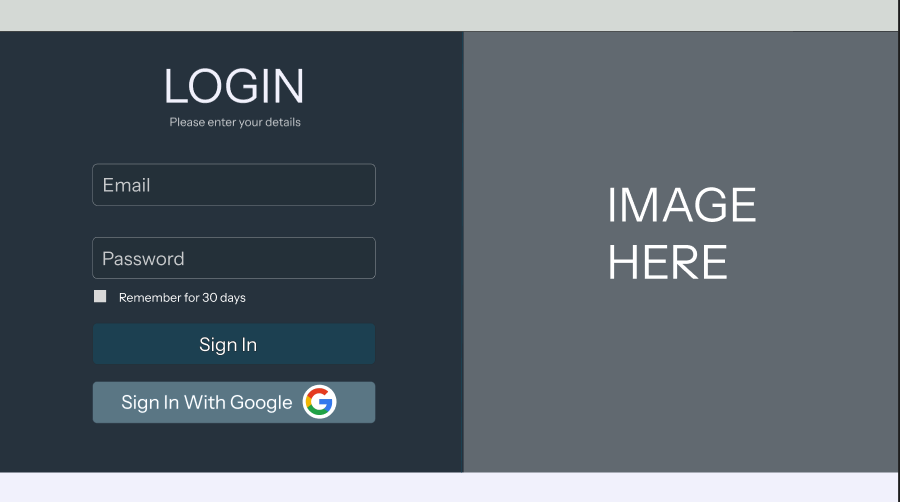 LOGIN
Please enter your details
Email
Password
Remember for 30 days
Sign In
Sign In With Google
IMAGE
HERE